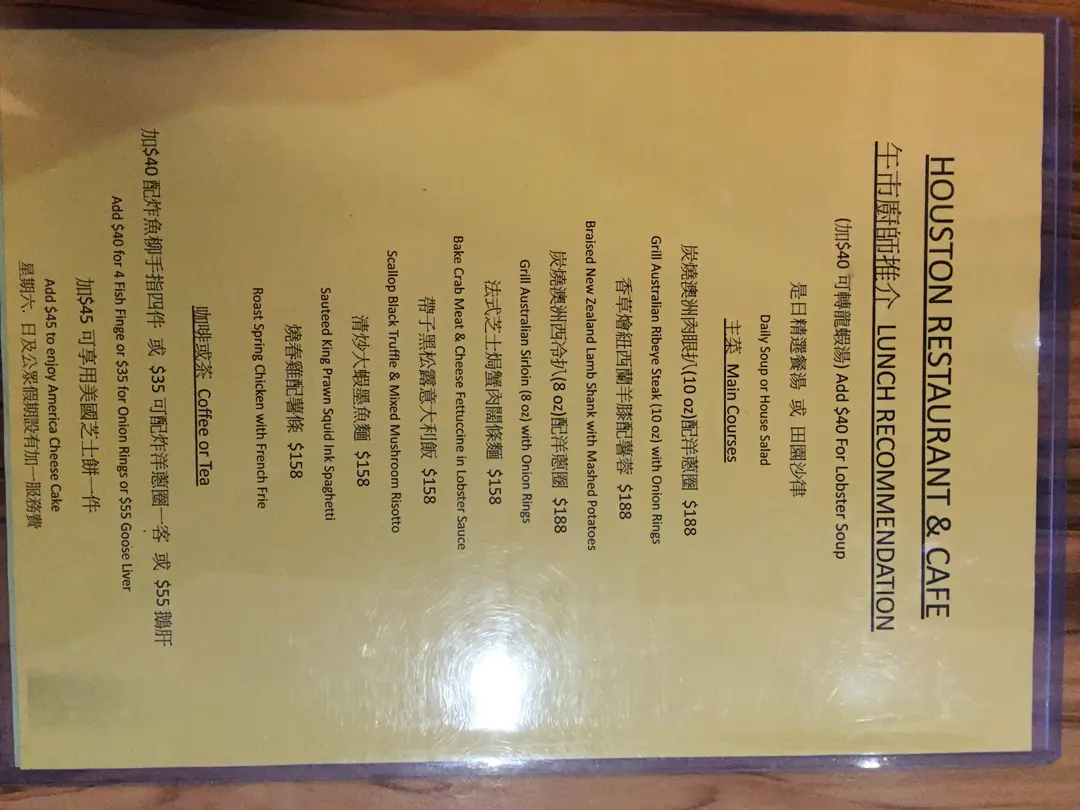 HOUSTON RESTAURANT & CAFE
午市廚師推介 LUNCH RECOMMENDATION
(加$40 可轉龍蝦湯) Add $40 For Lobster Soup
是日精選餐湯 或 田園沙律
Daily Soup or House Salad
主菜 Main Courses
炭燒澳洲肉眼扒(10 oz)配洋蔥圈 $188
Grill Australian Ribeye Steak (10 oz) with Onion Rings
香草燴紐西蘭羊膝配薯蓉 $188
Braised New Zealand Lamb Shank with Mashed Potatoes
炭燒澳洲西冷扒(8 oz)配洋蔥圈 $188
Grill Australian Sirloin (8 oz) with Onion Rings
法式芝士焗蟹肉闊條麵 $158
Bake Crab Meat & Cheese Fettuccine in Lobster Sauce
帶子黑松露意大利飯 $158
Scallop Black Truffle & Mixed Mushroom Risotto
清炒大蝦墨魚麵 $158
Sauteed King Prawn Squid Ink Spaghetti
燒春雞配薯條 $158
Roast Spring Chicken with French Frie
咖啡或茶 Coffee or Tea
加$40 配炸魚柳手指四件 或 $35 可配炸洋蔥圈一客 或 $55 鵝肝
Add $40 for 4 Fish Finge or $35 for Onion Rings or $55 Goose Liver
加$45 可享用美國芝士餅一件
Add $45 to enjoy America Cheese Cake
星期六, 日及公眾假期設有加一服務費